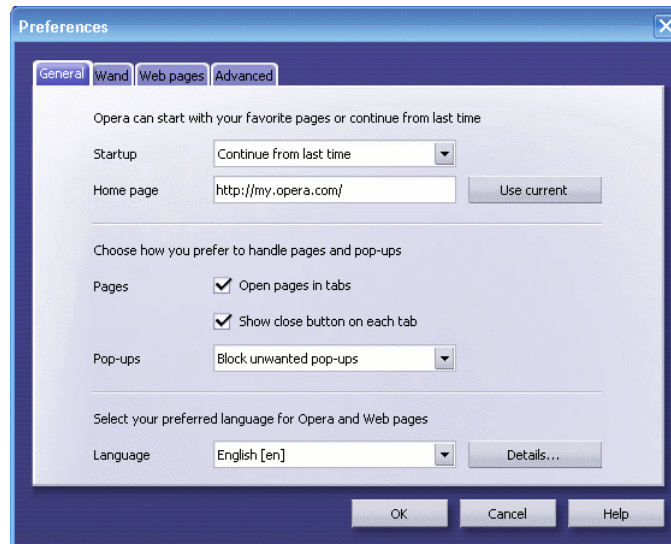 Preferences
General Wand Web pages Advanced
Opera can start with your favorite pages or continue from last time
Startup Continue from last time
Home page http://my.opera.com/ Use current
Choose how you prefer to handle pages and pop-ups
Pages Open pages in tabs
Show close button on each tab
Pop-ups Block unwanted pop-ups
Select your preferred language for Opera and Web pages
Language English [en] Details...
OK Cancel Help